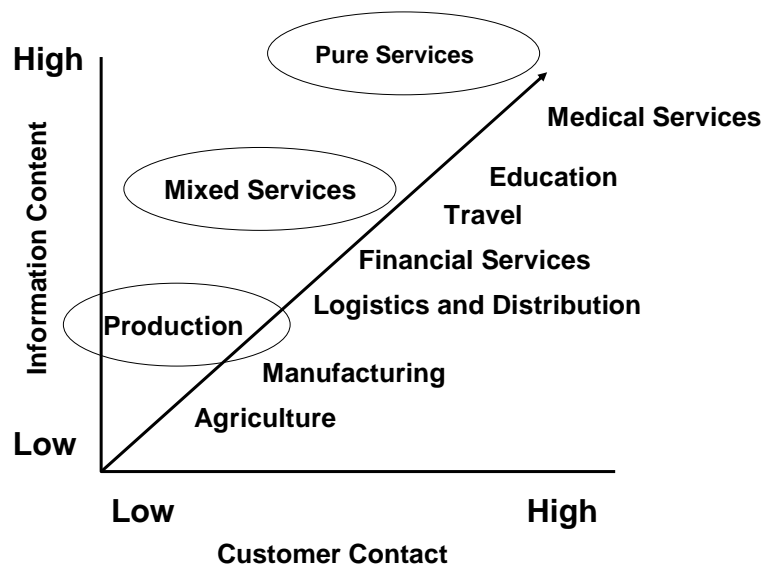 Pure Services
High
Medical Services
Information Content
Mixed Services
Education
Travel
Financial Services
Logistics and Distribution
Production
Manufacturing
Agriculture
Low
Low
High
Customer Contact